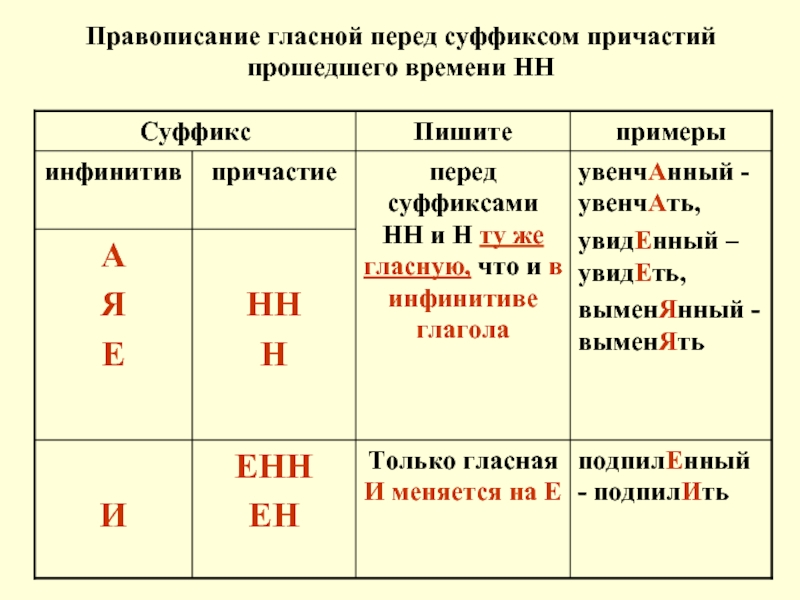 Правописание гласной перед суффиксом причастий
прошедшего времени НН
Суффикс
Пишите
примеры
инфинитив
причастие
перед
суффиксами
НН и Н ту же
гласную, что и в
инфинитиве
глагола
увенчАнный -
увенчАть,
увидЕнный –
увидЕть,
выменЯнный -
выменЯть
А
Я
Е
НН
Н
И
ЕНН
ЕН
Только гласная
И меняется на Е
подпилЕнный
- подпилИть